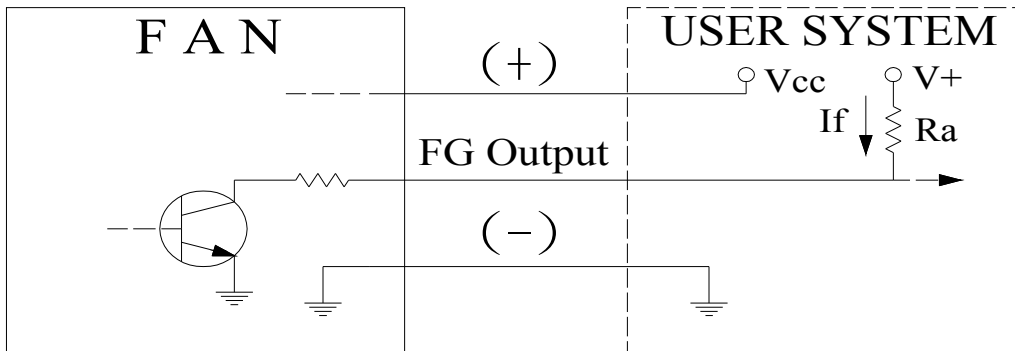 F A N
USER SYSTEM
(+)
Vcc
V+
If
Ra
FG Output
(−)